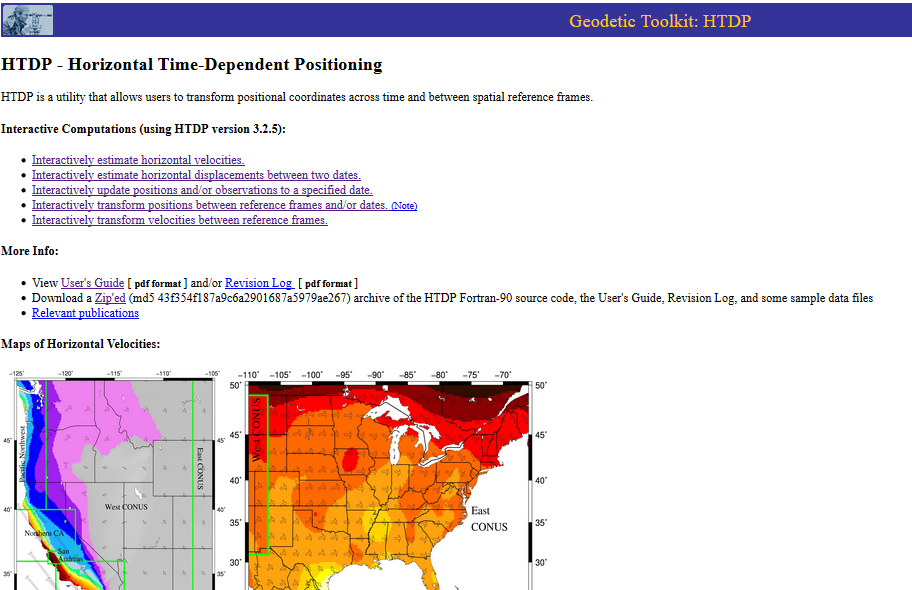 Geodetic Toolkit: HTDP
HTDP - Horizontal Time-Dependent Positioning
HTDP is a utility that allows users to transform positional coordinates across time and between spatial reference frames.
Interactive Computations (using HTDP version 3.2.5):
Interactively estimate horizontal velocities.
Interactively estimate horizontal displacements between two dates.
Interactively update positions and/or observations to a specified date.
Interactively transform positions between reference frames and/or dates. (Note)
Interactively transform velocities between reference frames.
More Info:
View User's Guide [ pdf format ] and/or Revision Log [ pdf format ]
Download a Zip'ed (md5 43f354f187a9c6a2901687a5979ae267) archive of the HTDP Fortran-90 source code, the User's Guide, Revision Log, and some sample data files
Relevant publications
Maps of Horizontal Velocities:
-125° -120° -115° -110° -105°
45° 45°
40° 40°
35° 35°
Pacific Northwest
East CONUS
West CONUS
Northern CA
San
Andreas
-110° -105° -100° -95° -90° -85° -80° -75° -70°
50° 50°
45° 45°
40° 40°
35° 35°
30° 30°
West CONUS
East
CONUS